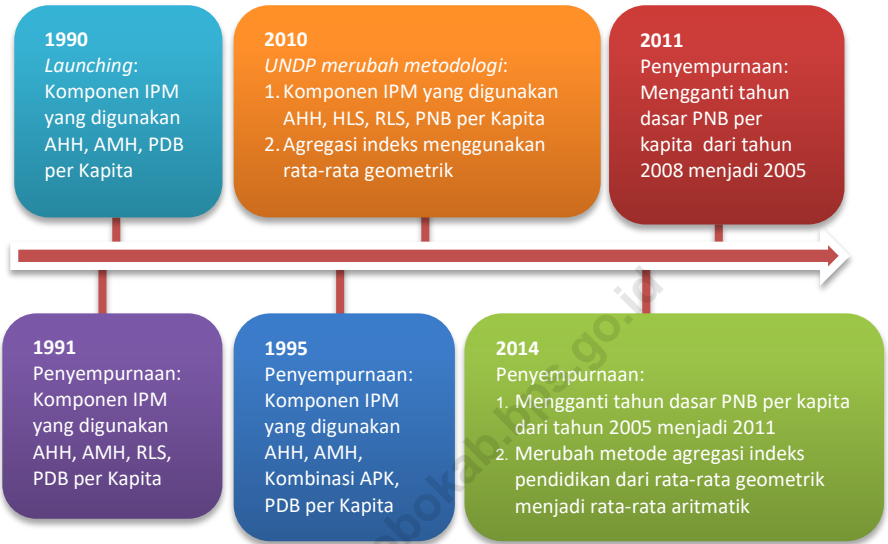 1990
Launching:
Komponen IPM
yang digunakan
AHH, AMH, PDB
per Kapita
2010
UNDP merubah metodologi:
1. Komponen IPM yang digunakan
AHH, HLS, RLS, PNB per Kapita
2. Agregasi indeks menggunakan
rata-rata geometrik
2011
Penyempurnaan:
Mengganti tahun
dasar PNB per
kapita dari tahun
2008 menjadi 2005
1991
Penyempurnaan:
Komponen IPM
yang digunakan
AHH, AMH, RLS,
PDB per Kapita
1995
Penyempurnaan:
Komponen IPM
yang digunakan
AHH, AMH,
Kombinasi APK,
PDB per Kapita
2014
Penyempurnaan:
1. Mengganti tahun dasar PNB per kapita
dari tahun 2005 menjadi 2011
2. Merubah metode agregasi indeks
pendidikan dari rata-rata geometrik
menjadi rata-rata aritmatik